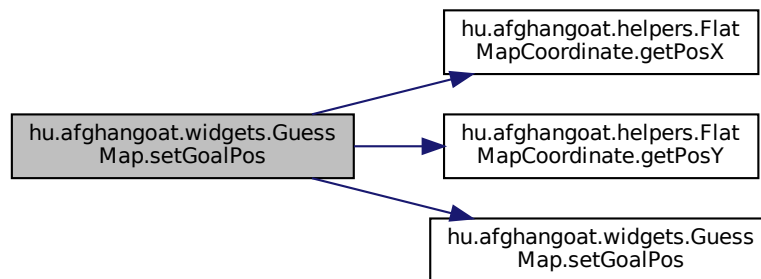 hu.afghangoat.helpers.Flat
MapCoordinate.getPosX
hu.afghangoat.widgets.Guess
Map.setGoalPos
hu.afghangoat.helpers.Flat
MapCoordinate.getPosY
hu.afghangoat.widgets.Guess
Map.setGoalPos